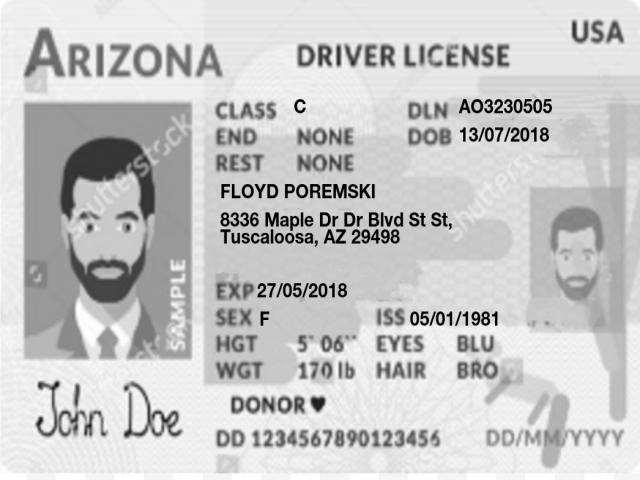 USA
ARIZONA DRIVER LICENSE
CLASS C DLN AO3230505
END NONE DOB 13/07/2018
REST NONE
FLOYD POREMSKI
8336 Maple Dr Dr Blvd St St,
Tuscaloosa, AZ 29498
EXP 27/05/2018
SEX F ISS 05/01/1981
HGT 5' 06'' EYES BLU
WGT 170 lb HAIR BRO
DONOR ♥
DD 1234567890123456 DD/MM/YYYY
SAMPLE
John Doe
shutterstock
shutterst